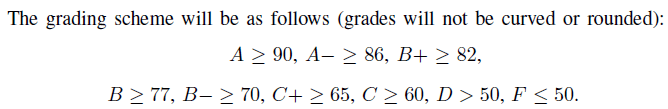 The grading scheme will be as follows (grades will not be curved or rounded):
A ≥ 90, A− ≥ 86, B+ ≥ 82,
B ≥ 77, B− ≥ 70, C+ ≥ 65, C ≥ 60, D > 50, F ≤ 50.